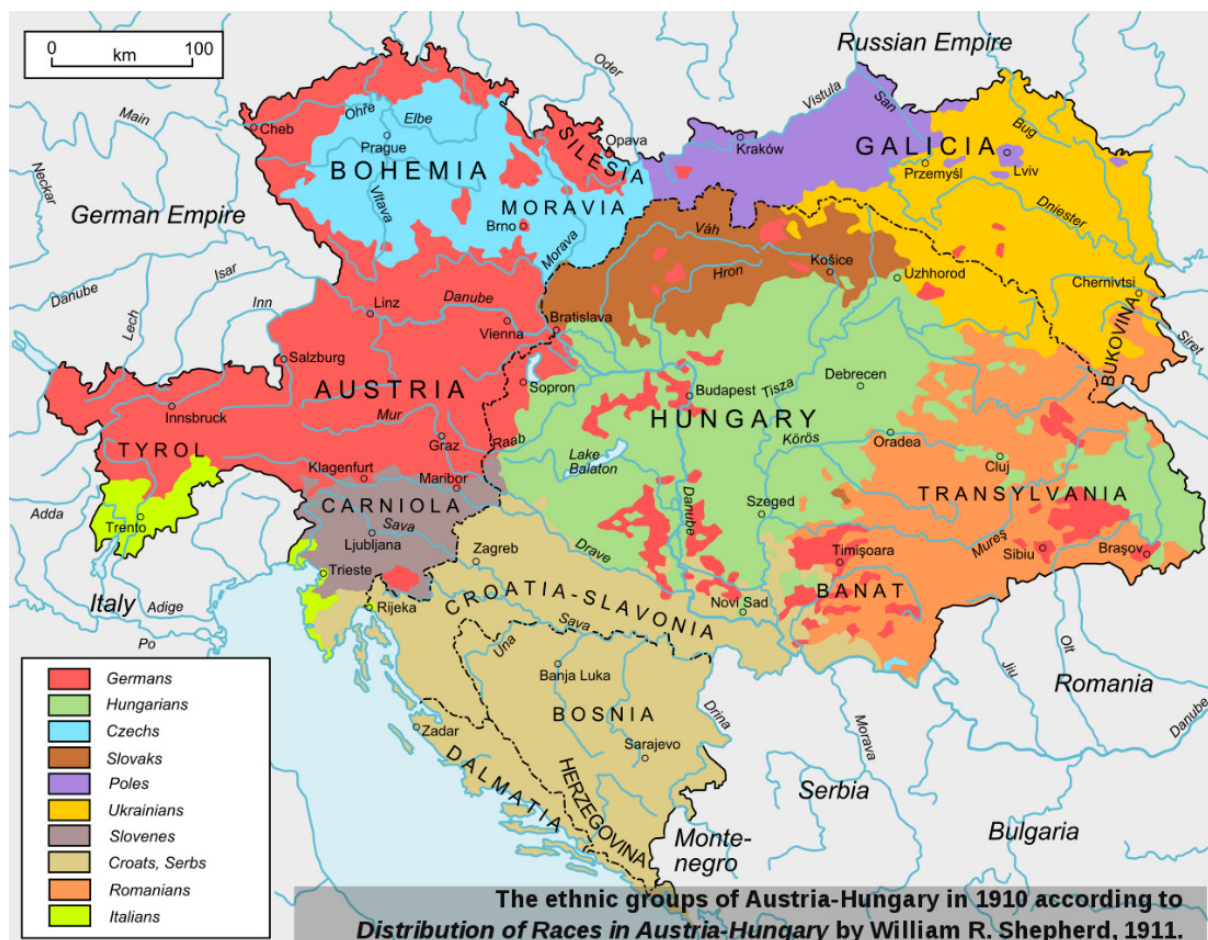 0 100
km
Russian Empire
Oder
Main
Ohře
Elbe
Cheb
Prague
Opava
Vistula
San
Bug
Kraków
GALICIA
Neckar
BOHEMIA
SILESIA
Przemyśl
Lviv
Vltava
MORAVIA
German Empire
Brno
Morava
Dniester
Váh
Isar
Hron
Košice
Uzhhorod
Chernivtsi
Danube
Lech
Inn
Linz
Danube
Vienna
Bratislava
BUKOVINA
Siret
Salzburg
AUSTRIA
Sopron
Budapest
Tisza
Debrecen
Innsbruck
Mur
HUNGARY
TYROL
Graz
Raab
Körös
Oradea
Lake
Balaton
Cluj
Klagenfurt
Maribor
Danube
TRANSYLVANIA
Adda
Trento
CARNIOLA
Sava
Szeged
Ljubljana
Drave
Mureș
Zagreb
Timișoara
Sibiu
Brașov
Trieste
Italy
Adige
Rijeka
CROATIA-SLAVONIA
Novi Sad
BANAT
Po
Sava
Una
Olt
Jiu
Banja Luka
Romania
BOSNIA
Drina
Danube
Zadar
Sarajevo
Morava
DALMATIA
HERZEGOVINA
Serbia
Monte-
negro
Bulgaria
Germans
Hungarians
Czechs
Slovaks
Poles
Ukrainians
Slovenes
Croats, Serbs
Romanians
Italians
The ethnic groups of Austria-Hungary in 1910 according to
Distribution of Races in Austria-Hungary by William R. Shepherd, 1911.